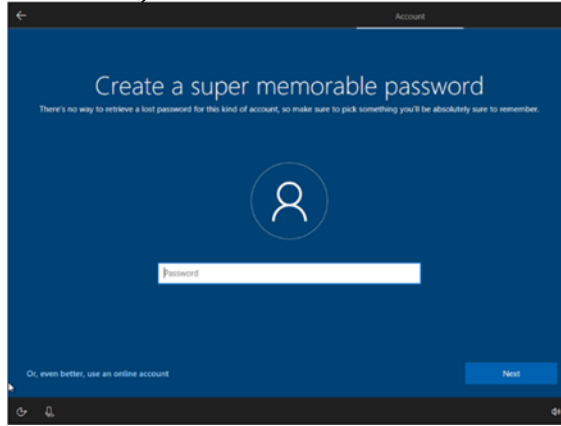 Account
Create a super memorable password
There's no way to retrieve a lost password for this kind of account, so make sure to pick something you'll be absolutely sure to remember.
Password
Or, even better, use an online account
Next